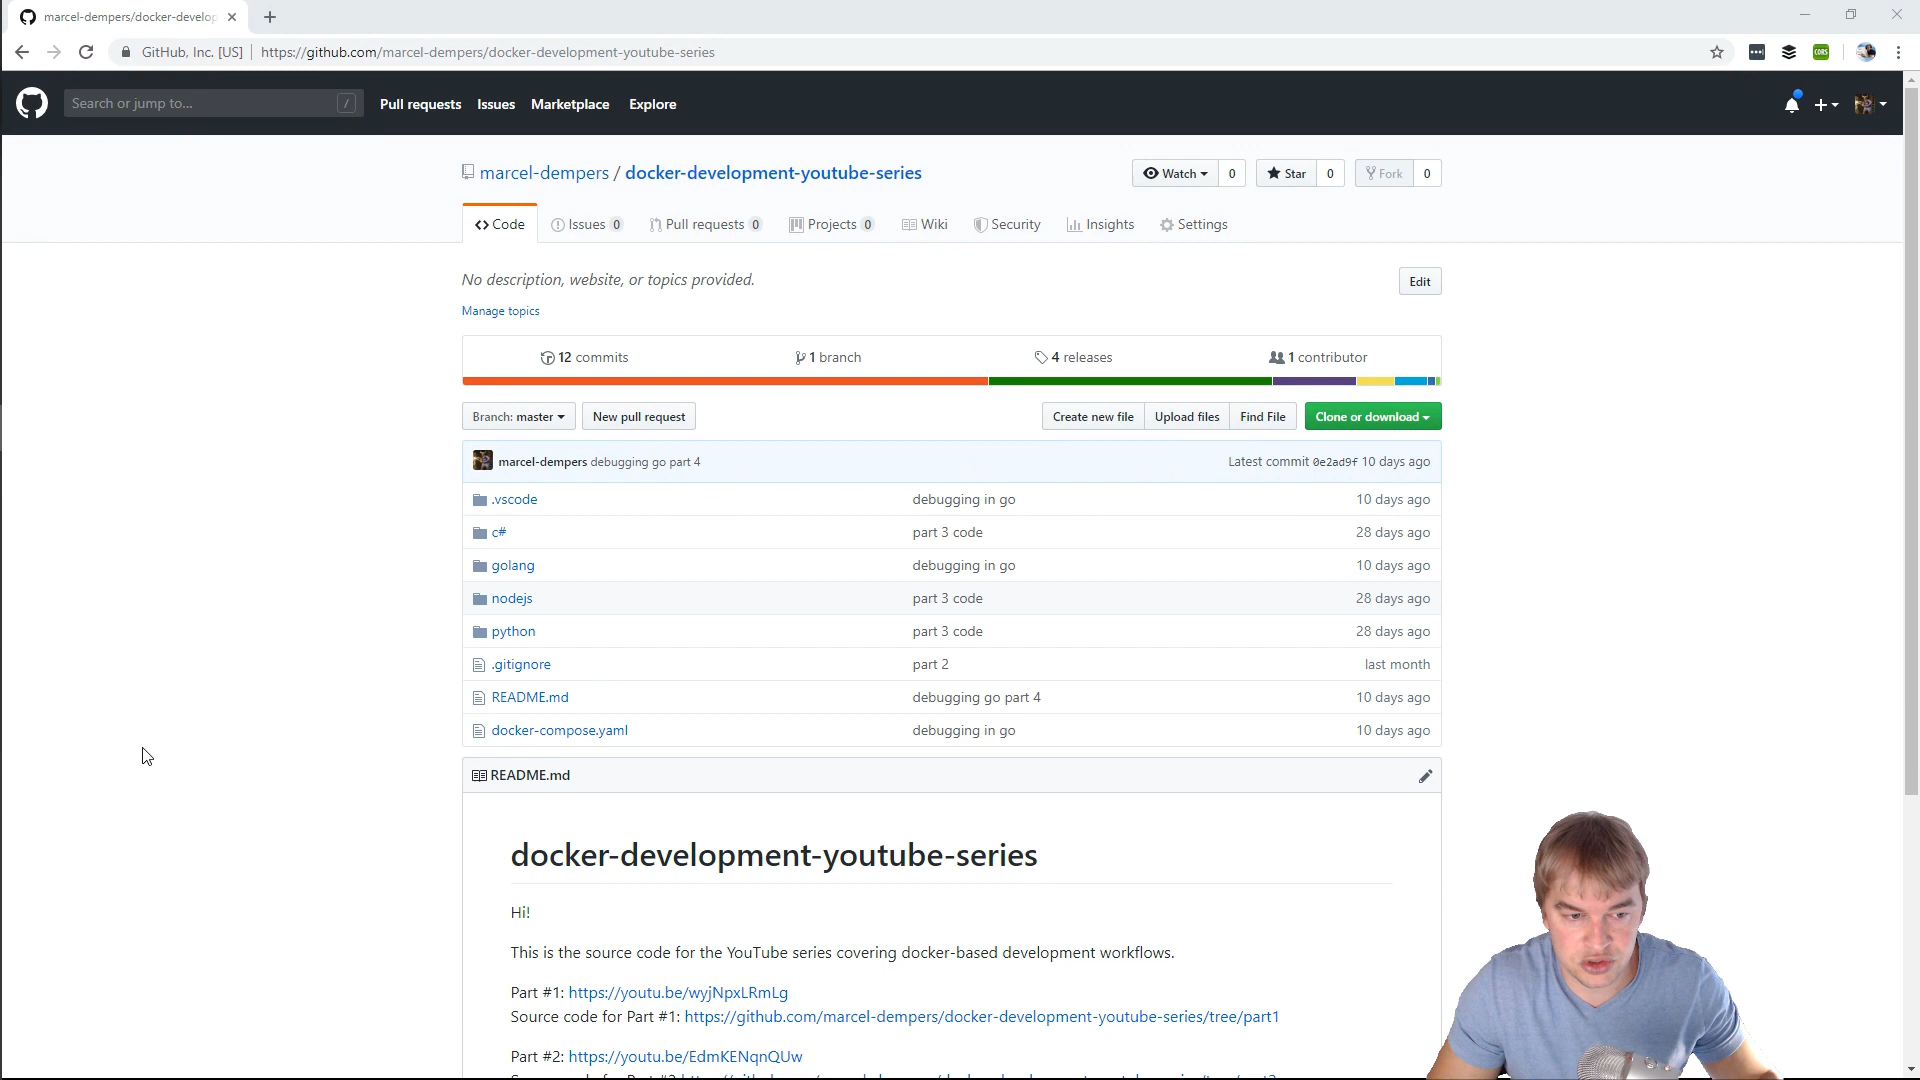 marcel-dempers/docker-develop
GitHub, Inc. [US] | https://github.com/marcel-dempers/docker-development-youtube-series
CORS
Search or jump to... /
Pull requests Issues Marketplace Explore
marcel-dempers / docker-development-youtube-series
Watch 0 Star 0 Fork 0
Code Issues 0 Pull requests 0 Projects 0 Wiki Security Insights Settings
No description, website, or topics provided. Edit
Manage topics
12 commits 1 branch 4 releases 1 contributor
Branch: master New pull request Create new file Upload files Find File Clone or download
marcel-dempers debugging go part 4 Latest commit 0e2ad9f 10 days ago
.vscode debugging in go 10 days ago
c# part 3 code 28 days ago
golang debugging in go 10 days ago
nodejs part 3 code 28 days ago
python part 3 code 28 days ago
.gitignore part 2 last month
README.md debugging go part 4 10 days ago
docker-compose.yaml debugging in go 10 days ago
README.md
docker-development-youtube-series
Hi!
This is the source code for the YouTube series covering docker-based development workflows.
Part #1: https://youtu.be/wyjNpxLRmLg
Source code for Part #1: https://github.com/marcel-dempers/docker-development-youtube-series/tree/part1
Part #2: https://youtu.be/EdmKENqnQUw